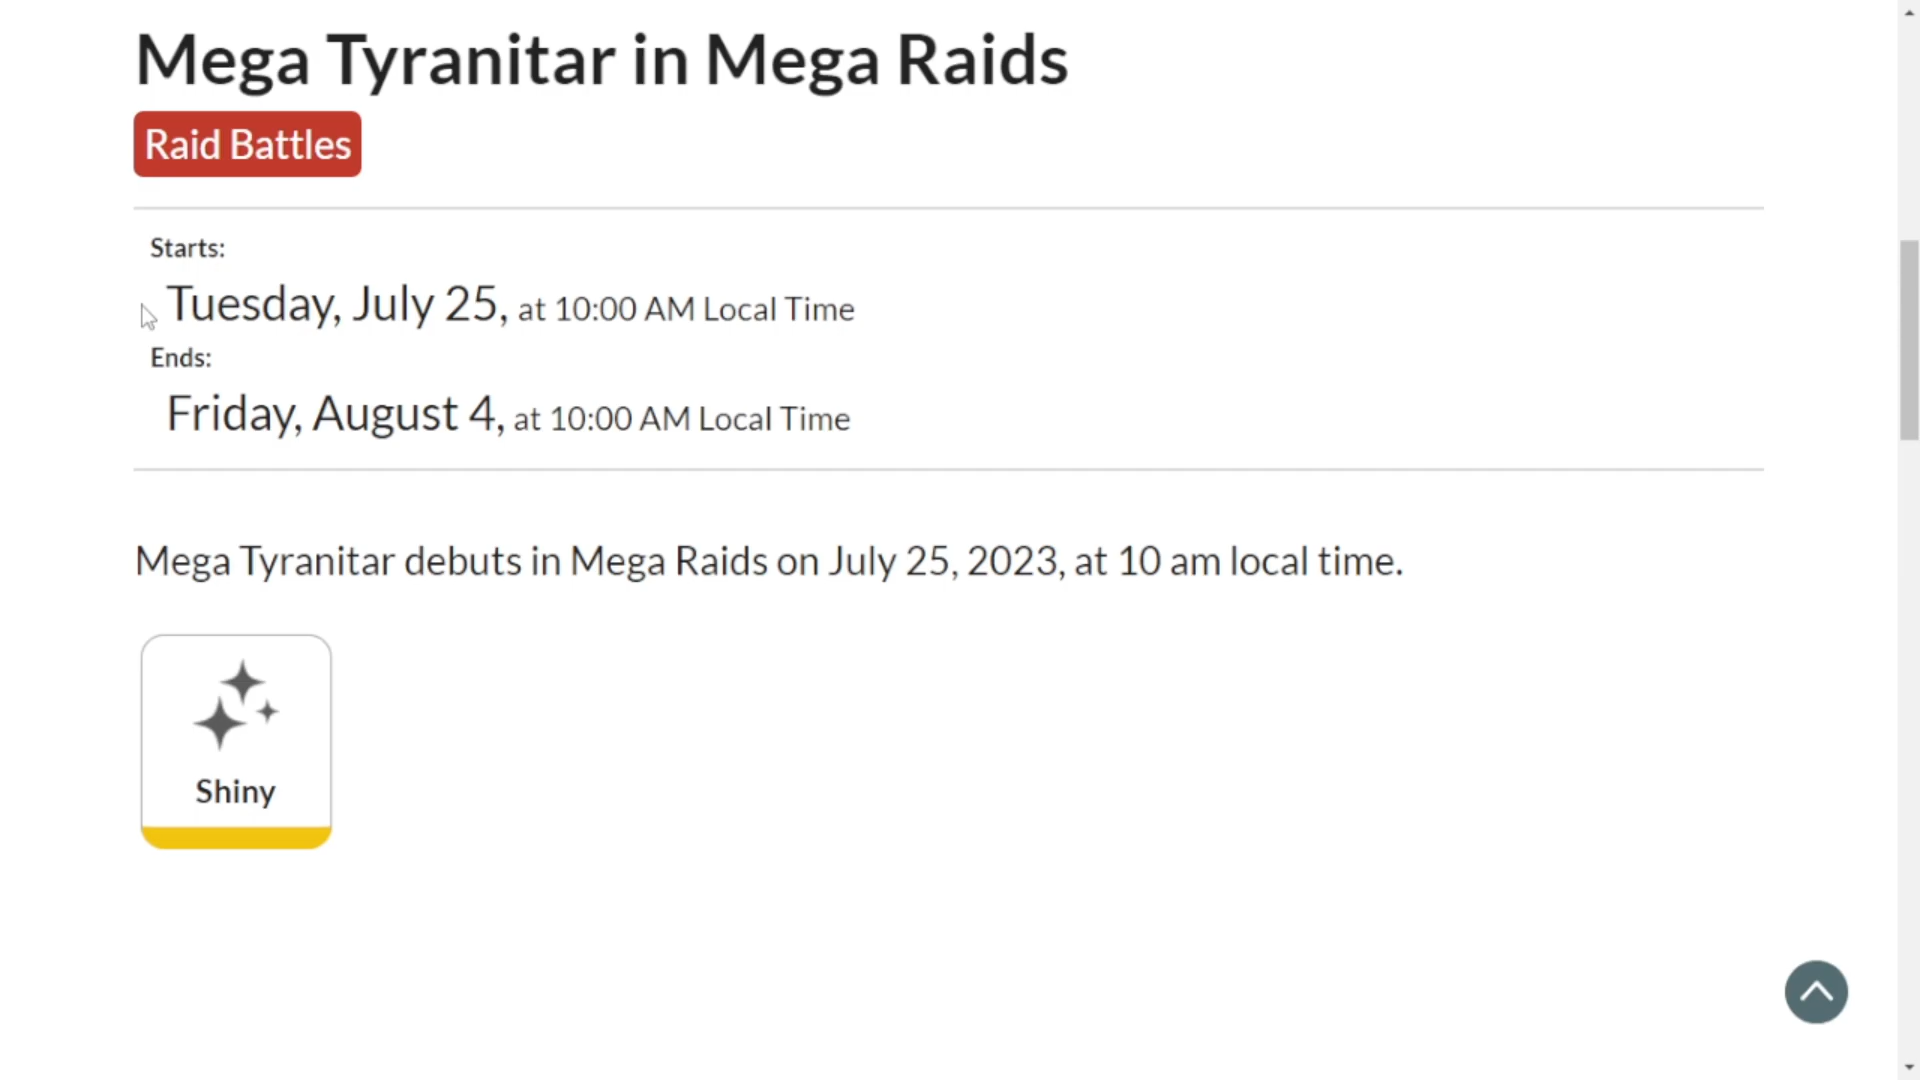 Mega Tyranitar in Mega Raids
Raid Battles
Starts:
Tuesday, July 25, at 10:00 AM Local Time
Ends:
Friday, August 4, at 10:00 AM Local Time
Mega Tyranitar debuts in Mega Raids on July 25, 2023, at 10 am local time.
Shiny